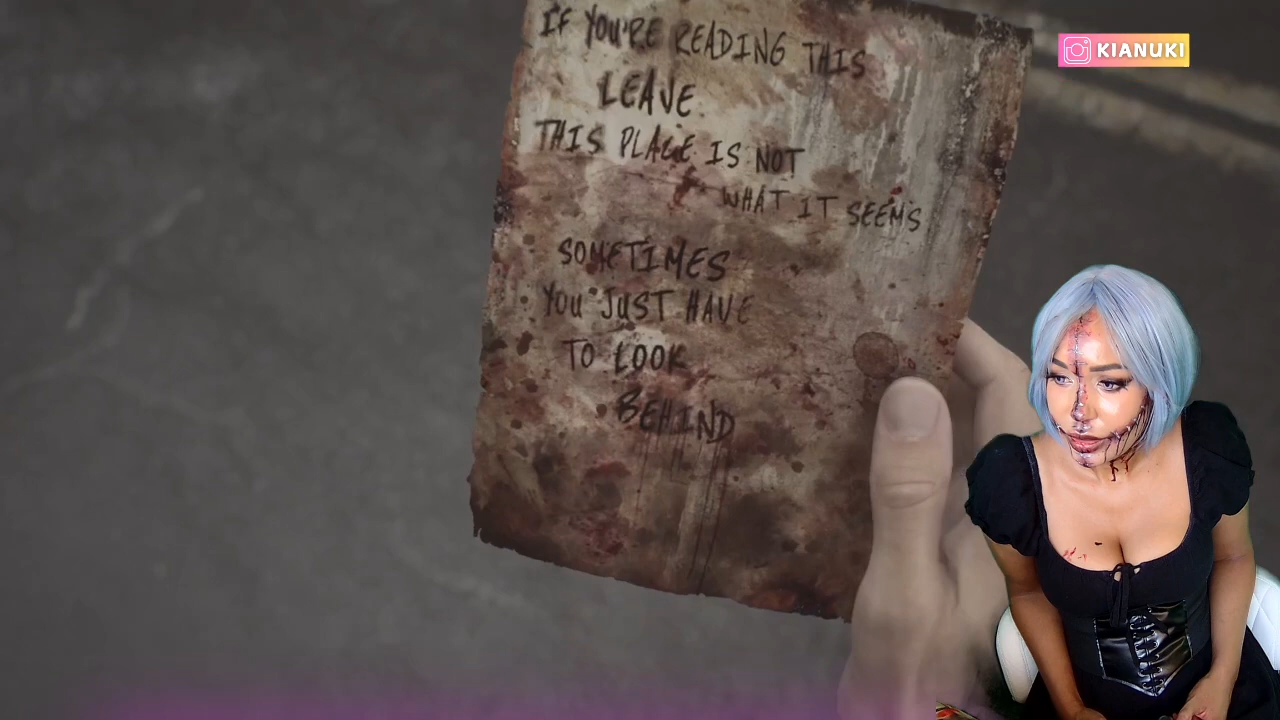 IF YOU'RE READING THIS
LEAVE
THIS PLACE IS NOT
WHAT IT SEEMS
SOMETIMES
YOU JUST HAVE
TO LOOK
BEHIND
KIANUKI